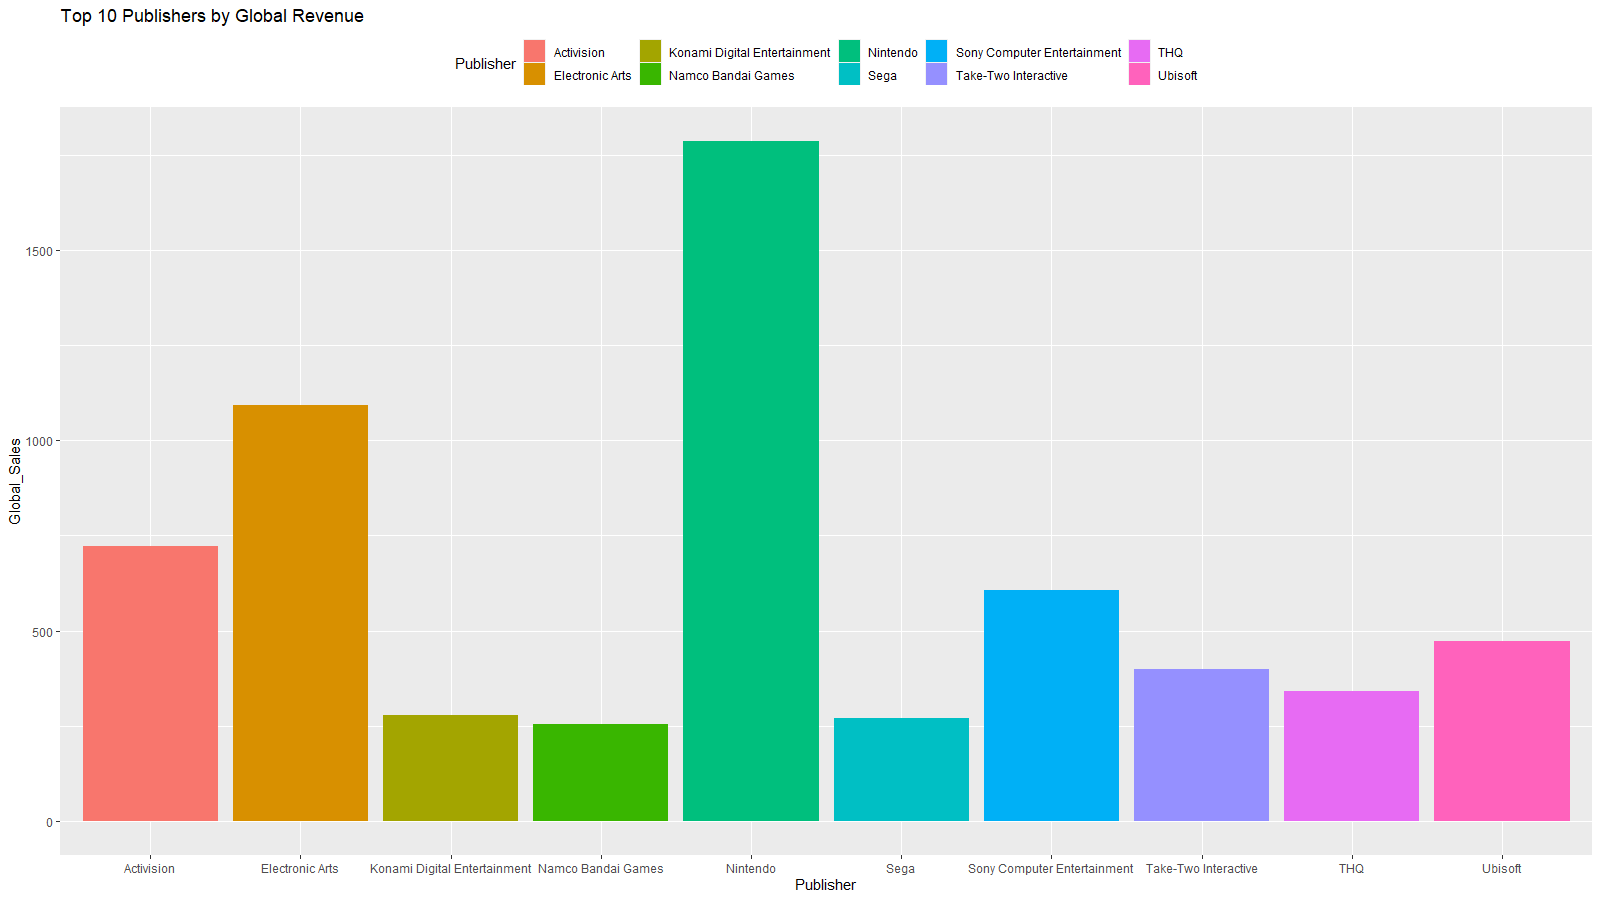 Top 10 Publishers by Global Revenue
Publisher
Activision
Konami Digital Entertainment
Nintendo
Sony Computer Entertainment
THQ
Electronic Arts
Namco Bandai Games
Sega
Take-Two Interactive
Ubisoft
Global_Sales
1500
1000
500
0
Activision
Electronic Arts
Konami Digital Entertainment
Namco Bandai Games
Nintendo
Sega
Sony Computer Entertainment
Take-Two Interactive
THQ
Ubisoft
Publisher